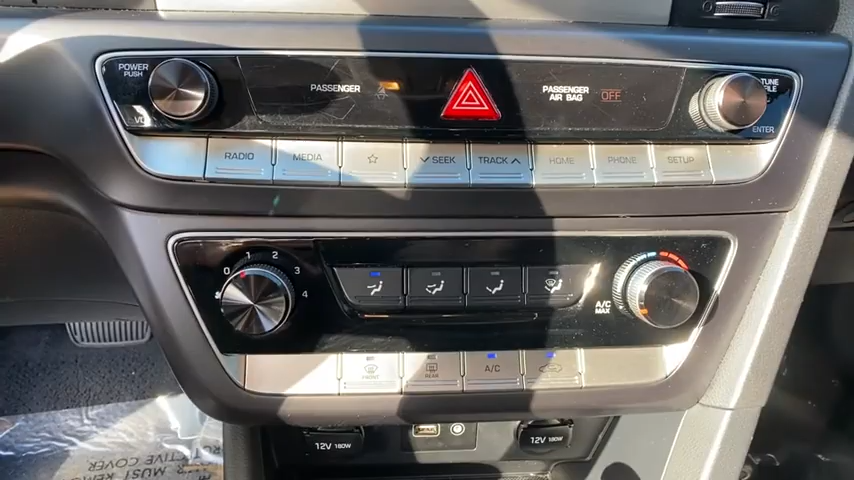 POWER
PUSH
VOL
PASSENGER
PASSENGER
AIR BAG
OFF
TUNE
FILE
ENTER
RADIO
MEDIA
SEEK
TRACK
HOME
PHONE
SETUP
0 1 2 3 4
A/C
MAX
FRONT
REAR
A/C
12V 180W
12V 180W